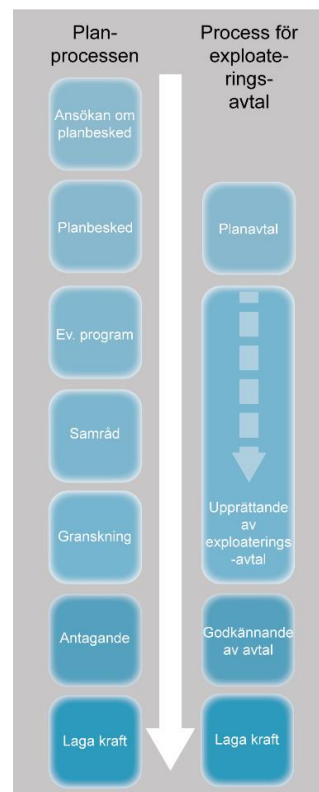 Plan-
processen
Process för
exploate-
rings-
avtal
Ansökan om
planbesked
Planbesked
Planavtal
Ev. program
Samråd
Granskning
Upprättande
av
exploaterings
-avtal
Antagande
Godkännande
av avtal
Laga kraft
Laga kraft